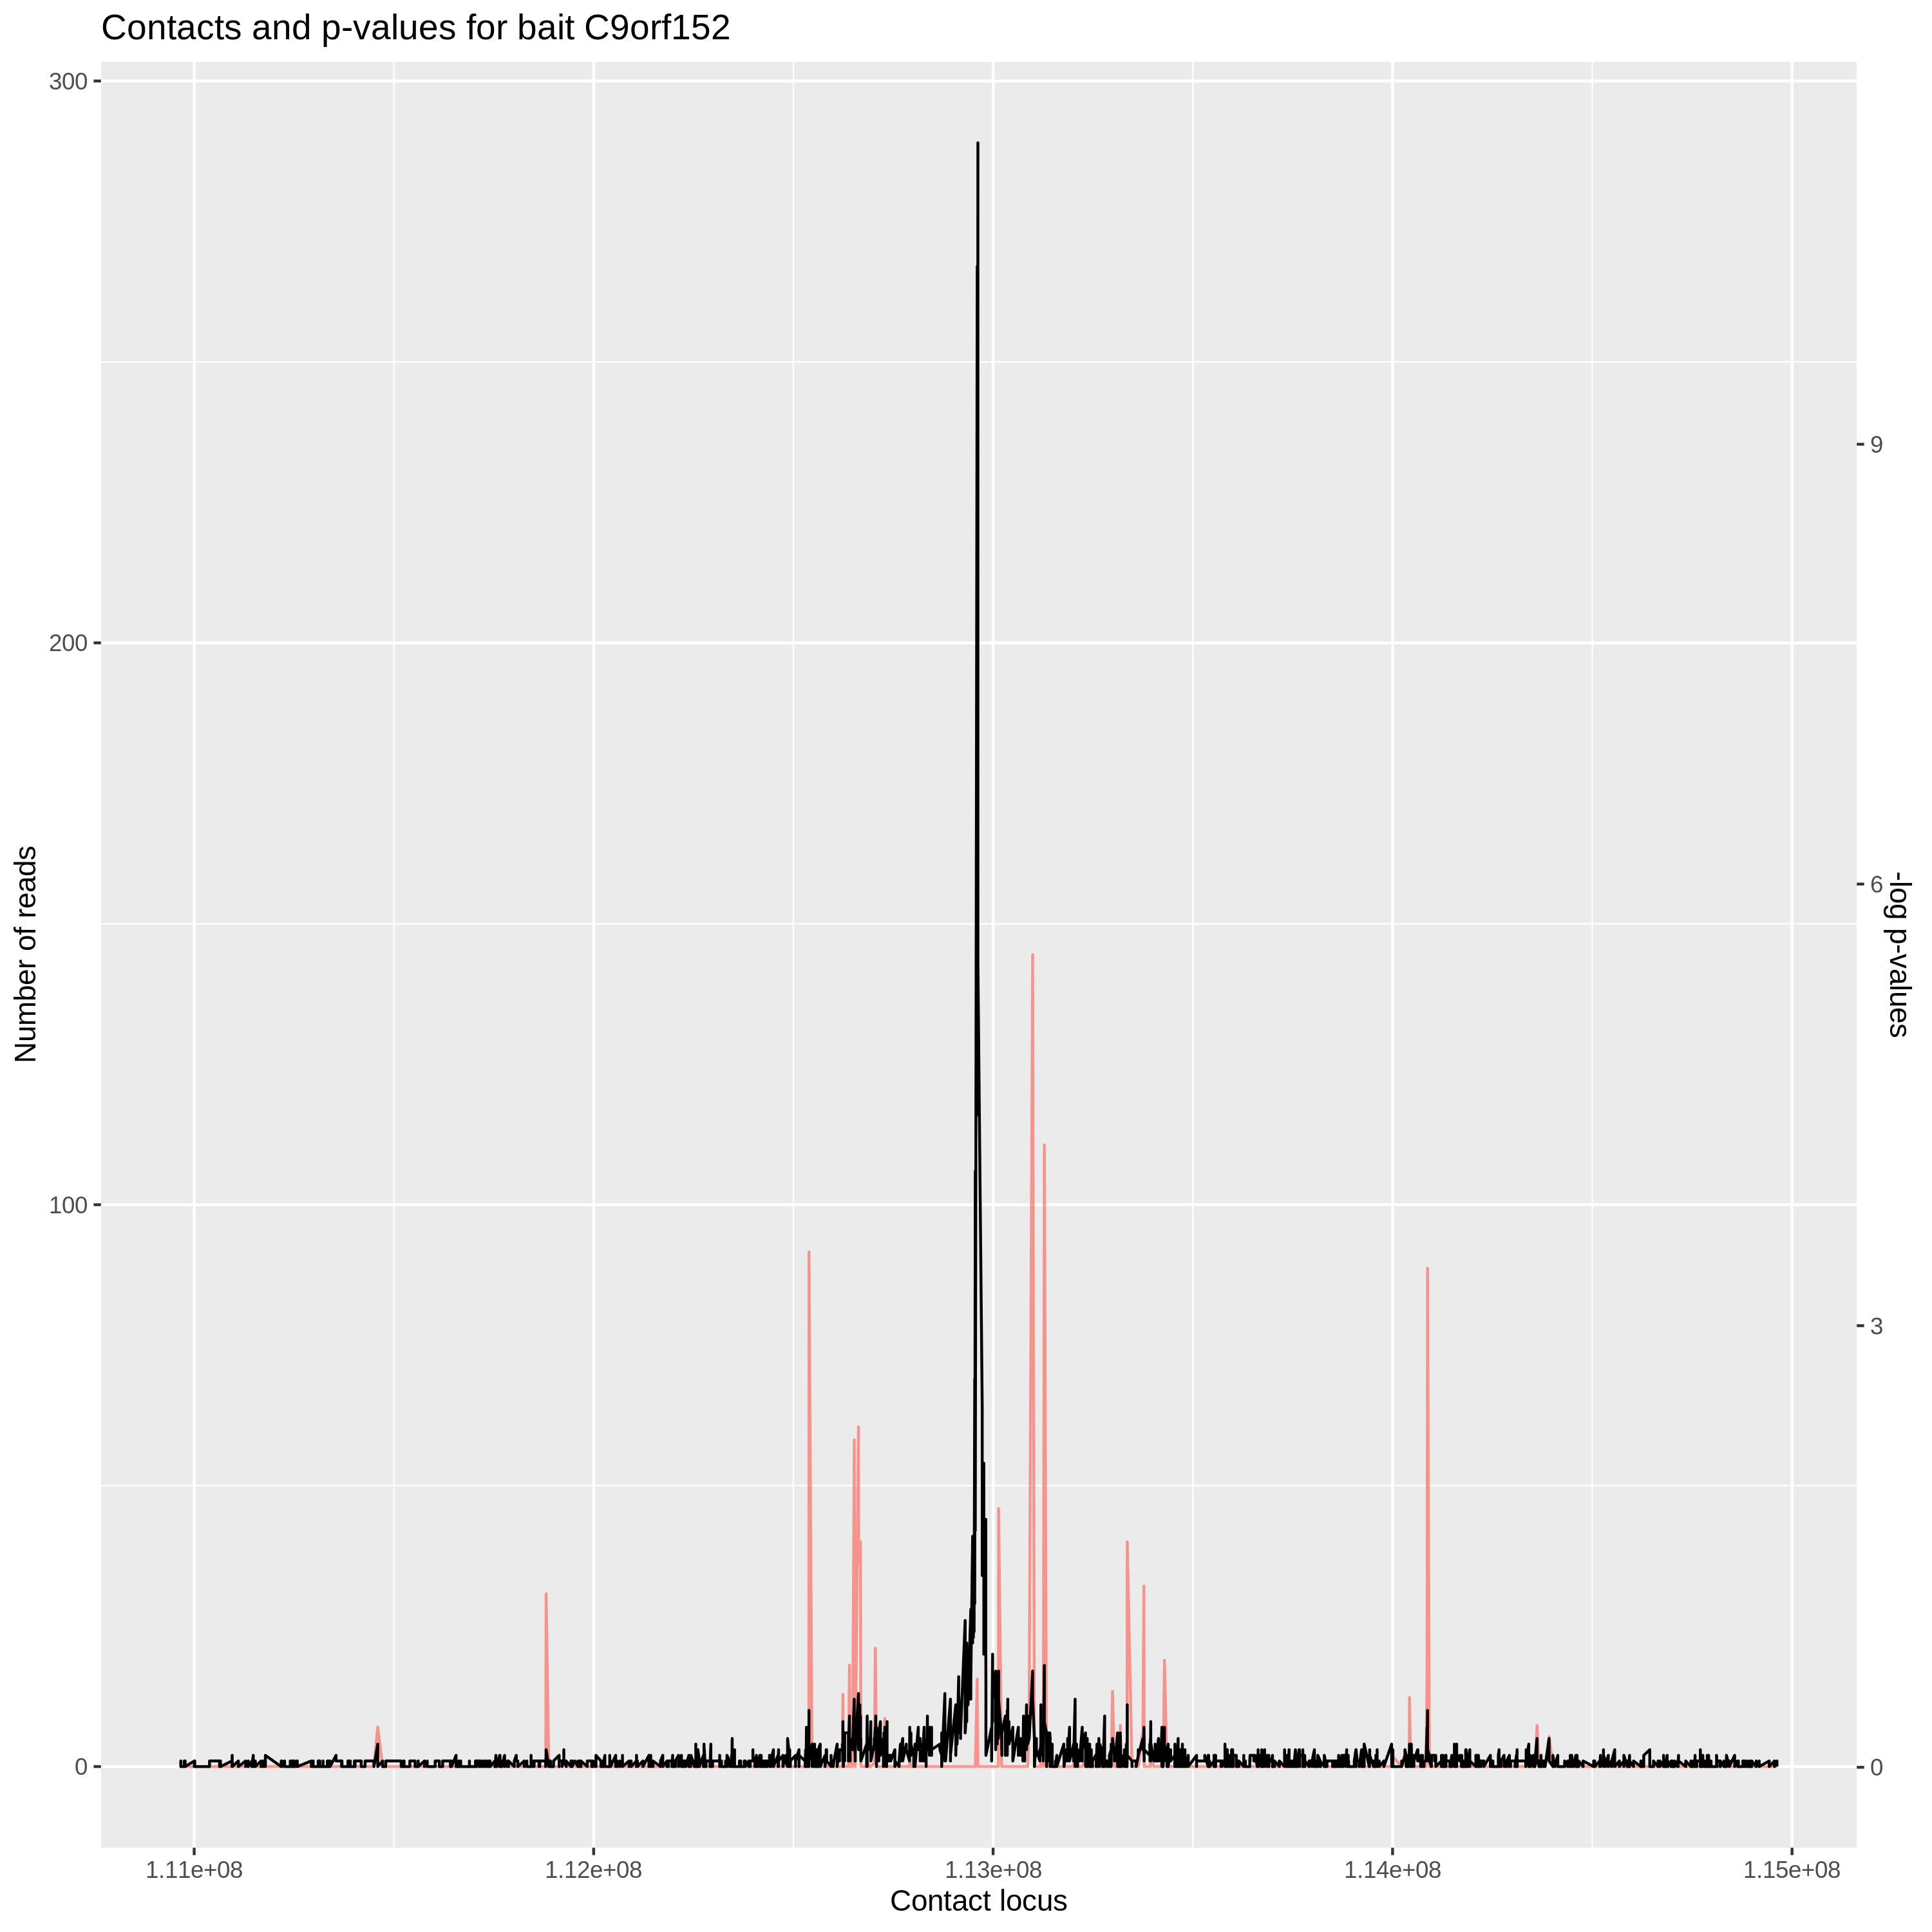 Contacts and p-values for bait C9orf152
300
200
100
0
Number of reads
9
6
3
0
-log p-values
1.11e+08 1.12e+08 1.13e+08 1.14e+08 1.15e+08
Contact locus